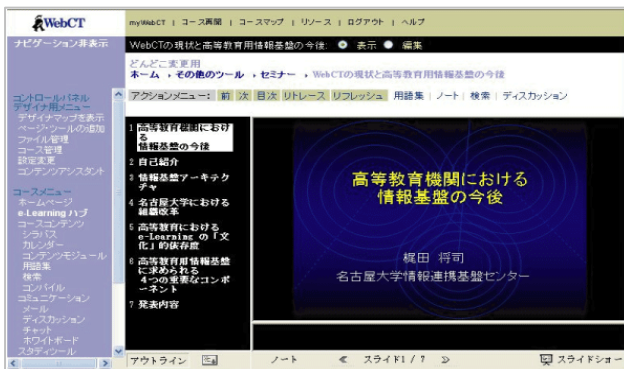 WebCT
myWebCT | コース再開 | コースマップ | リソース | ログアウト | ヘルプ
ナビゲーション非表示
WebCTの現状と高等教育用情報基盤の今後: 表示 編集
どんどこ変更用
ホーム , その他のツール , セミナー , WebCTの現状と高等教育用情報基盤の今後
アクションメニュー: 前 次 目次 リトレース リフレッシュ 用語集 | ノート | 検索 | ディスカッション
コントロールパネル
デザイナ用メニュー
デザイナマップを表示
ページ・ツールの追加
ファイル管理
コース管理
設定変更
コンテンツアシスタント
コースメニュー
ホームページ
e-Learning ハブ
コースコンテンツ
シラバス
カレンダー
コンテンツモジュール
用語集
検索
コンパイル
コミュニケーション
メール
ディスカッション
チャット
ホワイトボード
スタディツール
1 高等教育機関におけ
る
情報基盤の今後
2 自己紹介
3 情報基盤アーキテク
チャ
4 名古屋大学における
組織改革
5 高等教育における
e-Learning の「文
化」的依存度
6 高等教育用情報基盤
に求められる
4つの重要なコンポ
ーネント
7 発表内容
高等教育機関における
情報基盤の今後
梶田 将司
名古屋大学情報連携基盤センター
アウトライン ノート スライド1 / 7 スライドショー